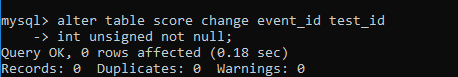 mysql> alter table score change event_id test_id
    -> int unsigned not null;
Query OK, 0 rows affected (0.18 sec)
Records: 0  Duplicates: 0  Warnings: 0